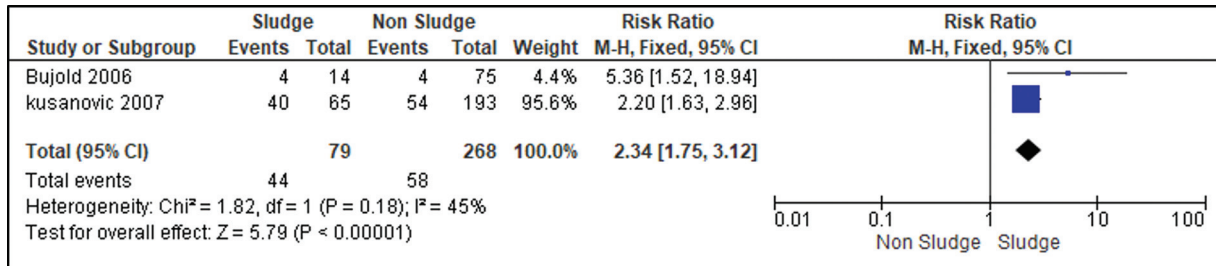 Sludge Non Sludge Risk Ratio Risk Ratio
Study or Subgroup Events Total Events Total Weight M-H, Fixed, 95% CI M-H, Fixed, 95% CI
Bujold 2006 4 14 4 75 4.4% 5.36 [1.52, 18.94]
kusanovic 2007 40 65 54 193 95.6% 2.20 [1.63, 2.96]
Total (95% CI) 79 268 100.0% 2.34 [1.75, 3.12]
Total events 44 58
Heterogeneity: Chi² = 1.82, df = 1 (P = 0.18); I² = 45%
Test for overall effect: Z = 5.79 (P < 0.00001)
0.01 0.1 1 10 100
Non Sludge Sludge